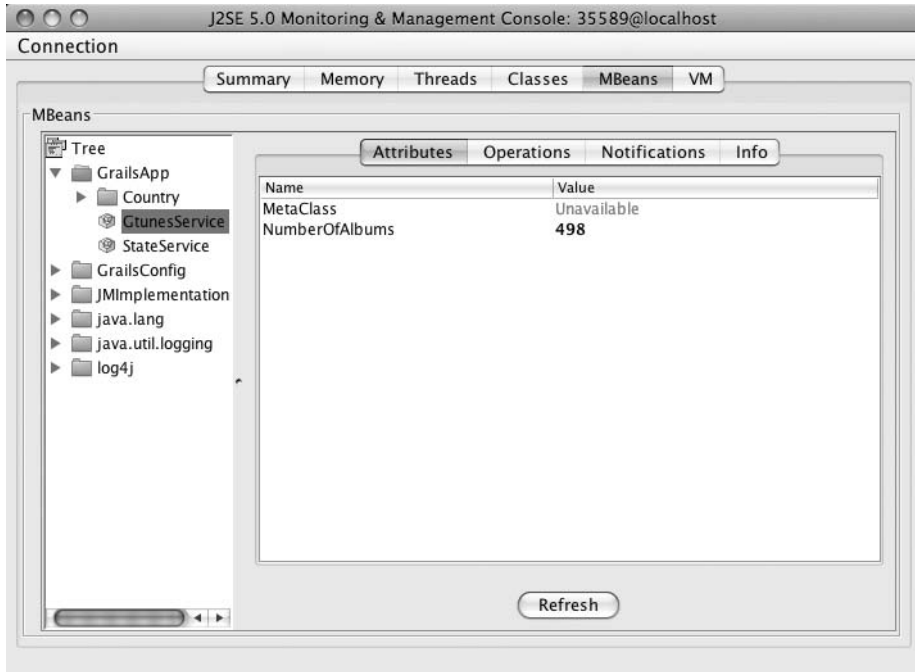 J2SE 5.0 Monitoring & Management Console: 35589@localhost
Connection
Summary Memory Threads Classes MBeans VM
MBeans
Tree
GrailsApp
Country
GtunesService
StateService
GrailsConfig
JMImplementation
java.lang
java.util.logging
log4j
Attributes Operations Notifications Info
Name Value
MetaClass Unavailable
NumberOfAlbums 498
Refresh